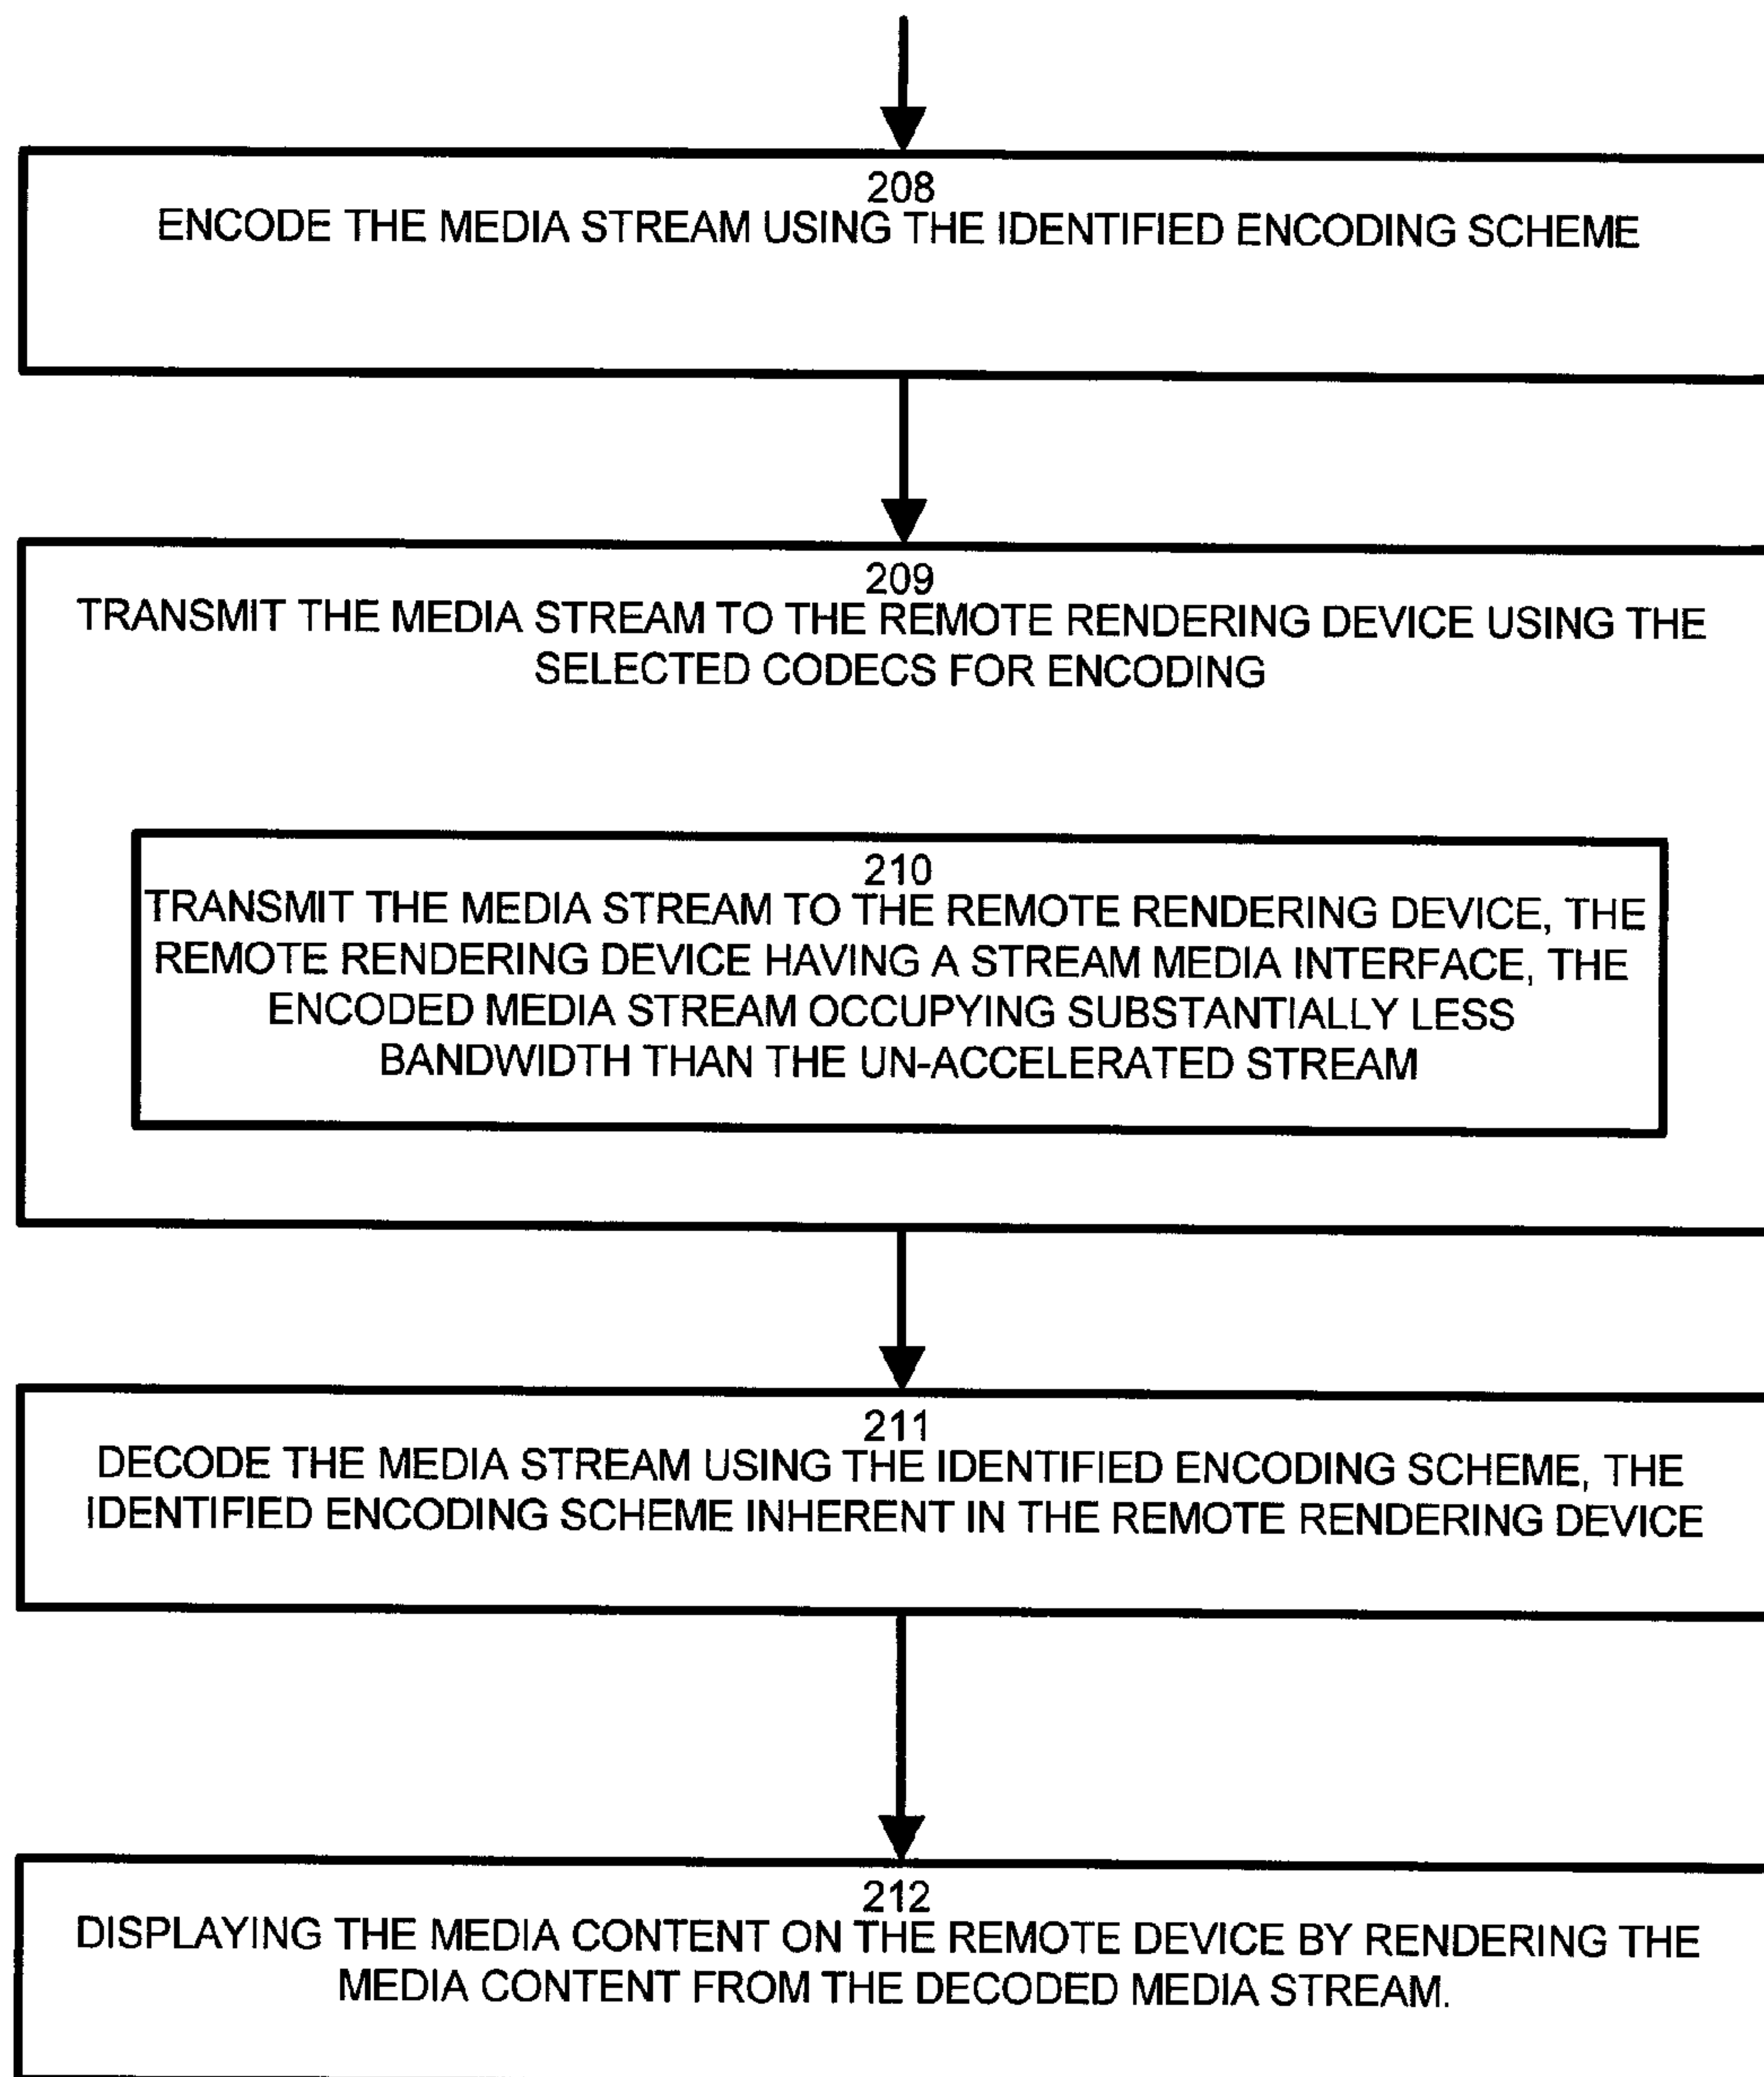 208
ENCODE THE MEDIA STREAM USING THE IDENTIFIED ENCODING SCHEME
209
TRANSMIT THE MEDIA STREAM TO THE REMOTE RENDERING DEVICE USING THE
SELECTED CODECS FOR ENCODING
210
TRANSMIT THE MEDIA STREAM TO THE REMOTE RENDERING DEVICE, THE
REMOTE RENDERING DEVICE HAVING A STREAM MEDIA INTERFACE, THE
ENCODED MEDIA STREAM OCCUPYING SUBSTANTIALLY LESS
BANDWIDTH THAN THE UN-ACCELERATED STREAM
211
DECODE THE MEDIA STREAM USING THE IDENTIFIED ENCODING SCHEME, THE
IDENTIFIED ENCODING SCHEME INHERENT IN THE REMOTE RENDERING DEVICE
212
DISPLAYING THE MEDIA CONTENT ON THE REMOTE DEVICE BY RENDERING THE
MEDIA CONTENT FROM THE DECODED MEDIA STREAM.